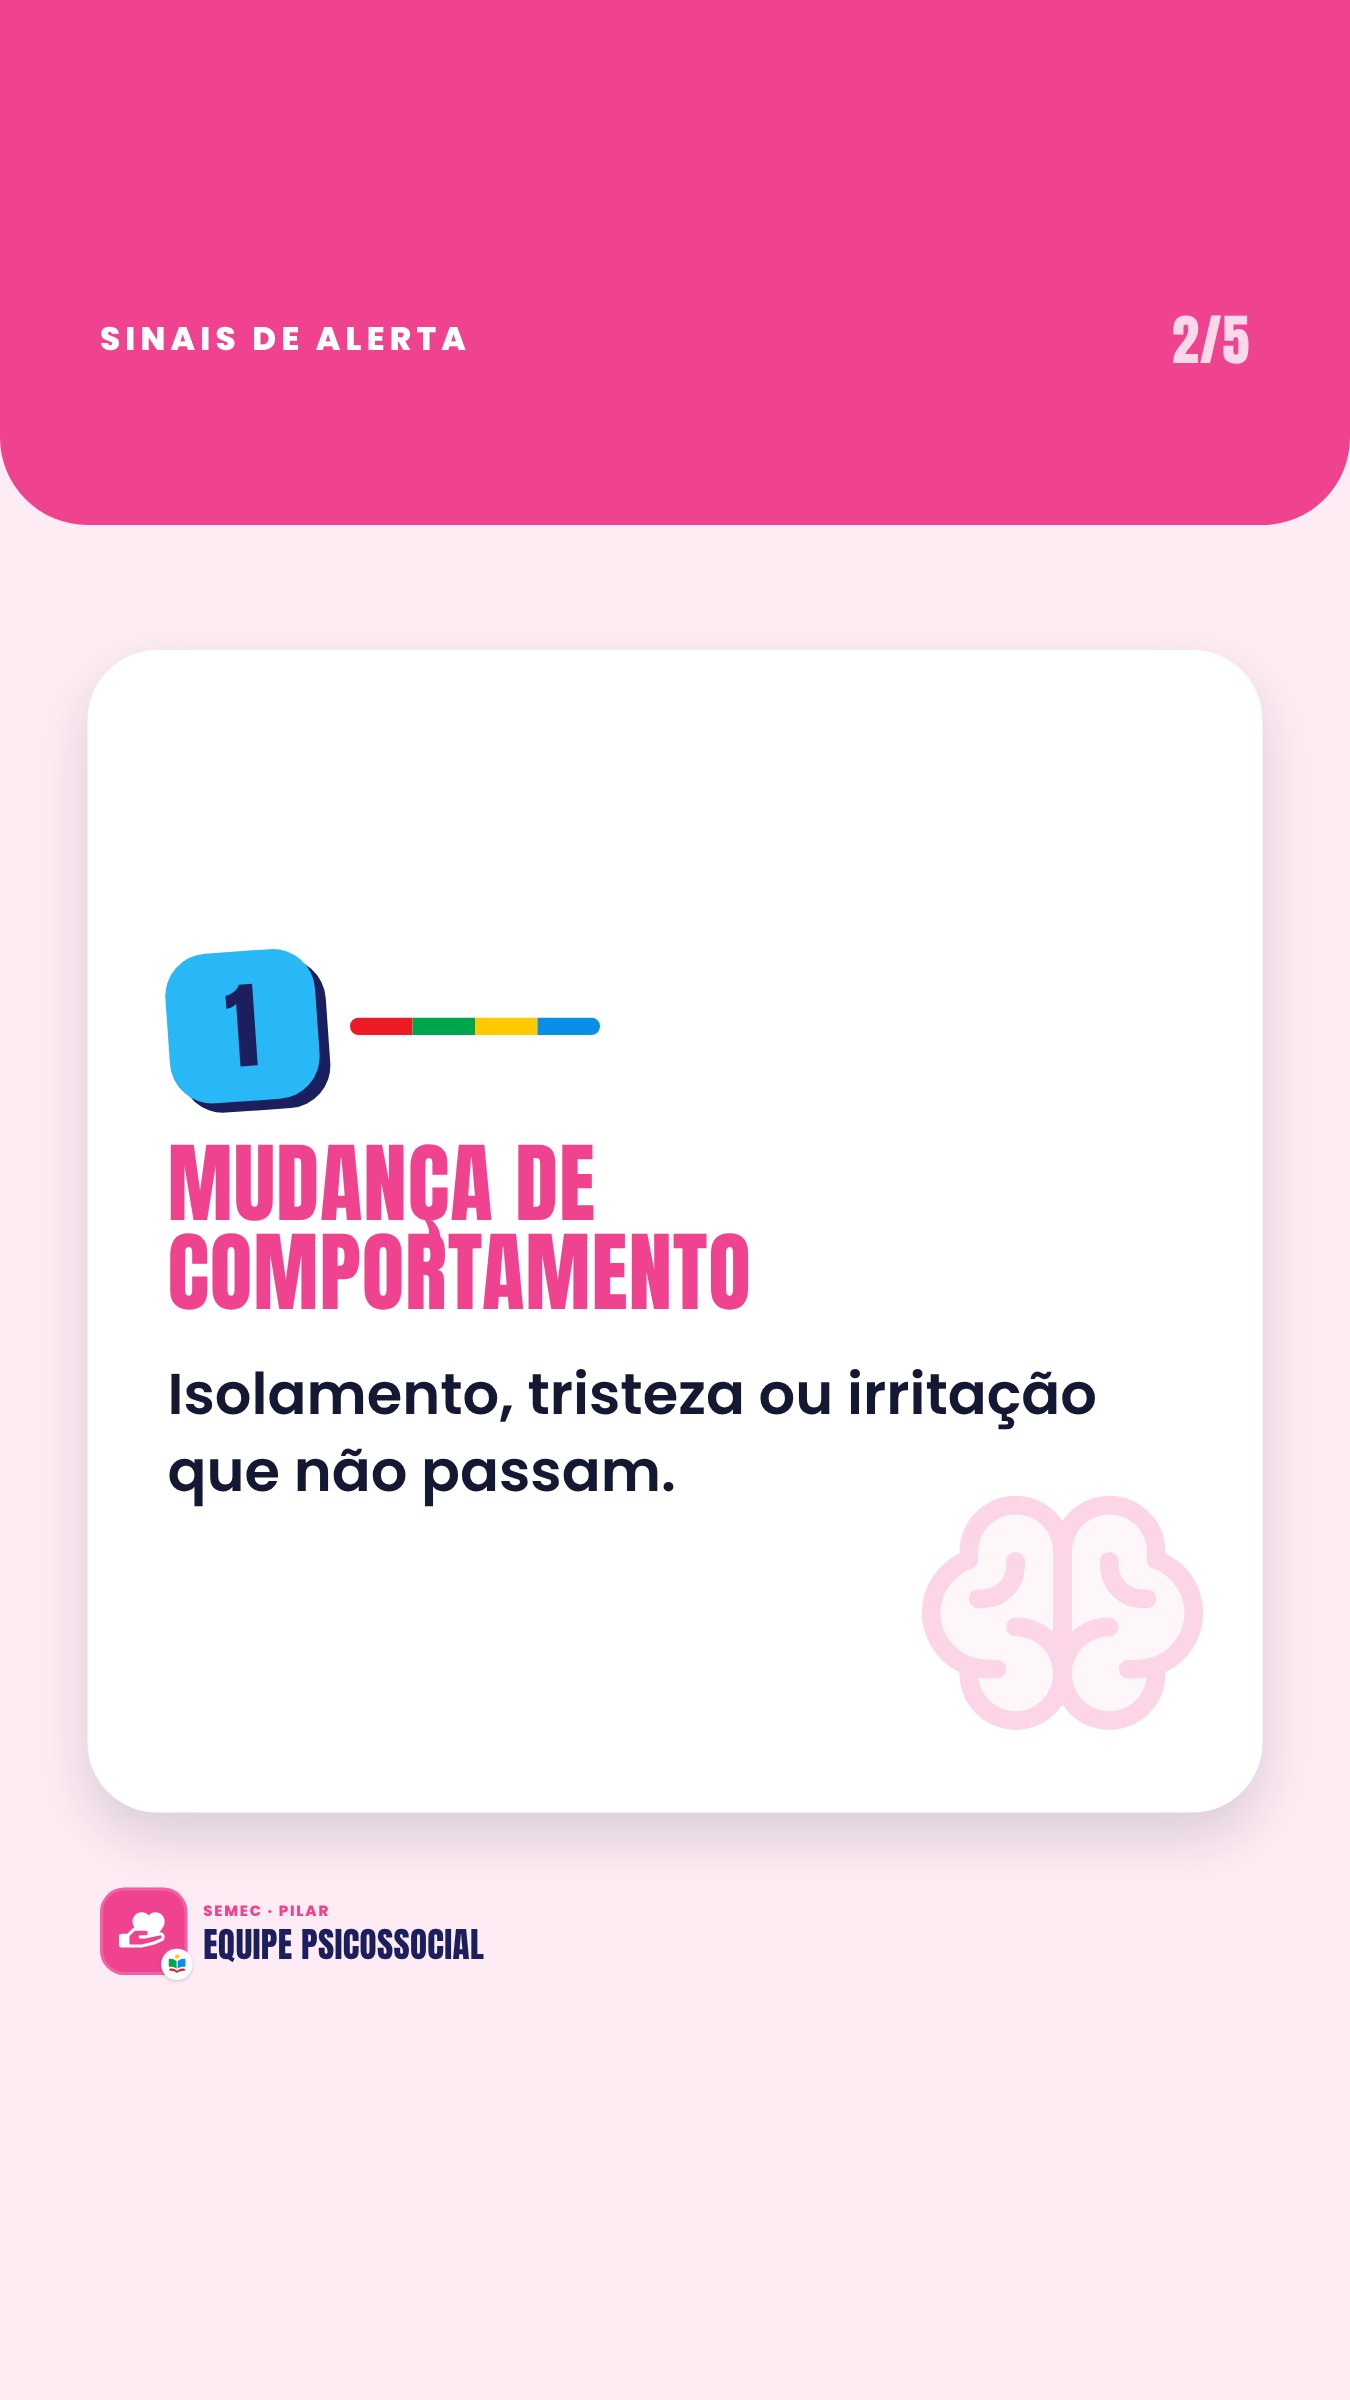 SINAIS DE ALERTA
2/5
1
MUDANÇA DE
COMPORTAMENTO
Isolamento, tristeza ou irritação
que não passam.
SEMEC · PILAR
EQUIPE PSICOSSOCIAL